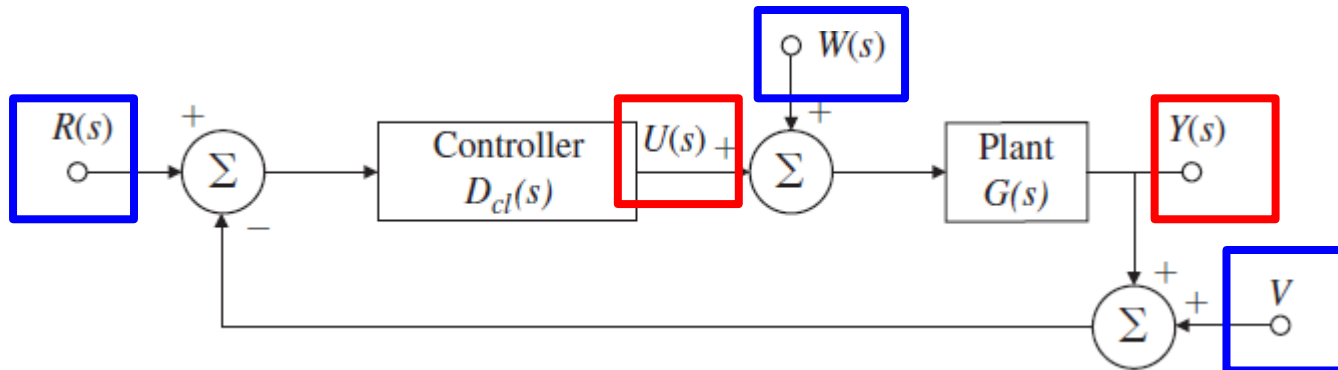 W(s)
R(s)
+
Σ
−
Controller
D_cl(s)
U(s)
+
+
Σ
Plant
G(s)
Y(s)
+
+
Σ
V